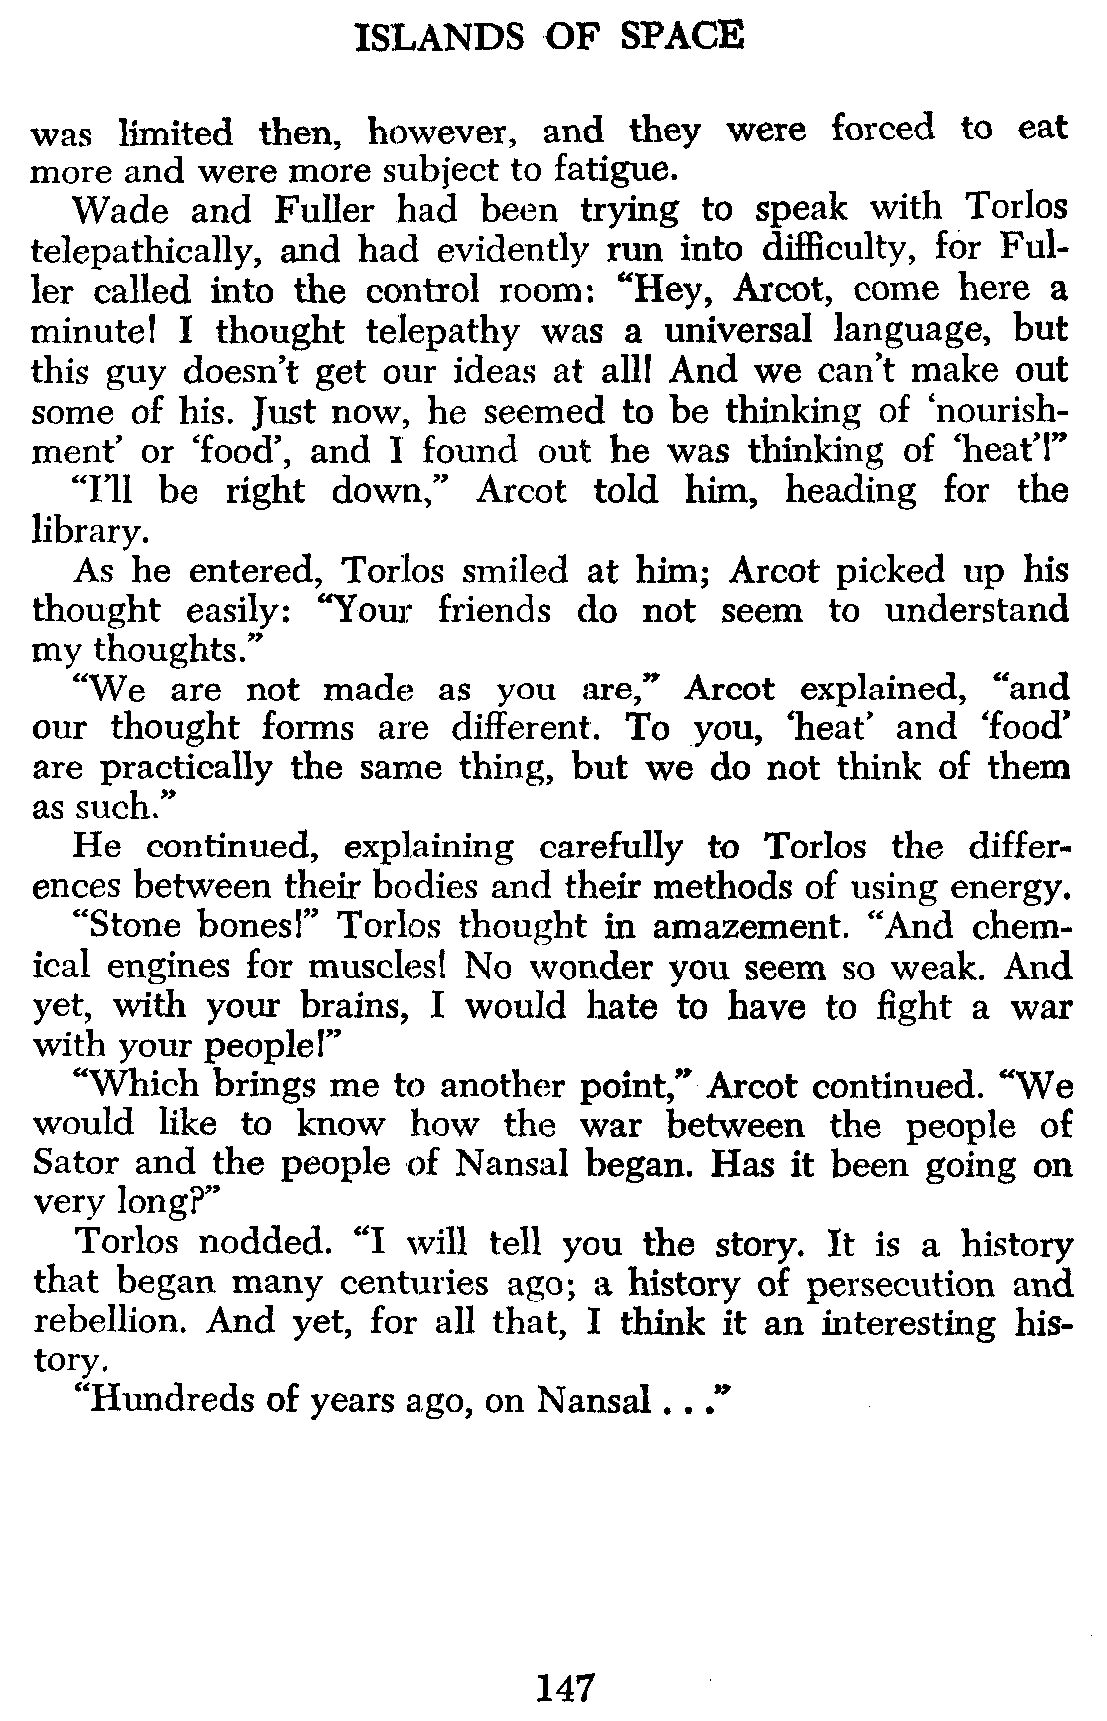 ISLANDS OF SPACE
was limited then, however, and they were forced to eat
more and were more subject to fatigue.
Wade and Fuller had been trying to speak with Torlos
telepathically, and had evidently run into difficulty, for Ful-
ler called into the control room: “Hey, Arcot, come here a
minute! I thought telepathy was a universal language, but
this guy doesn’t get our ideas at all! And we can’t make out
some of his. Just now, he seemed to be thinking of ‘nourish-
ment’ or ‘food’, and I found out he was thinking of ‘heat’!”
“I’ll be right down,” Arcot told him, heading for the
library.
As he entered, Torlos smiled at him; Arcot picked up his
thought easily: “Your friends do not seem to understand
my thoughts.”
“We are not made as you are,” Arcot explained, “and
our thought forms are different. To you, ‘heat’ and ‘food’
are practically the same thing, but we do not think of them
as such.”
He continued, explaining carefully to Torlos the differ-
ences between their bodies and their methods of using energy.
“Stone bones!” Torlos thought in amazement. “And chem-
ical engines for muscles! No wonder you seem so weak. And
yet, with your brains, I would hate to have to fight a war
with your people!”
“Which brings me to another point,” Arcot continued. “We
would like to know how the war between the people of
Sator and the people of Nansal began. Has it been going on
very long?”
Torlos nodded. “I will tell you the story. It is a history
that began many centuries ago; a history of persecution and
rebellion. And yet, for all that, I think it an interesting his-
tory.
“Hundreds of years ago, on Nansal . . .”
147